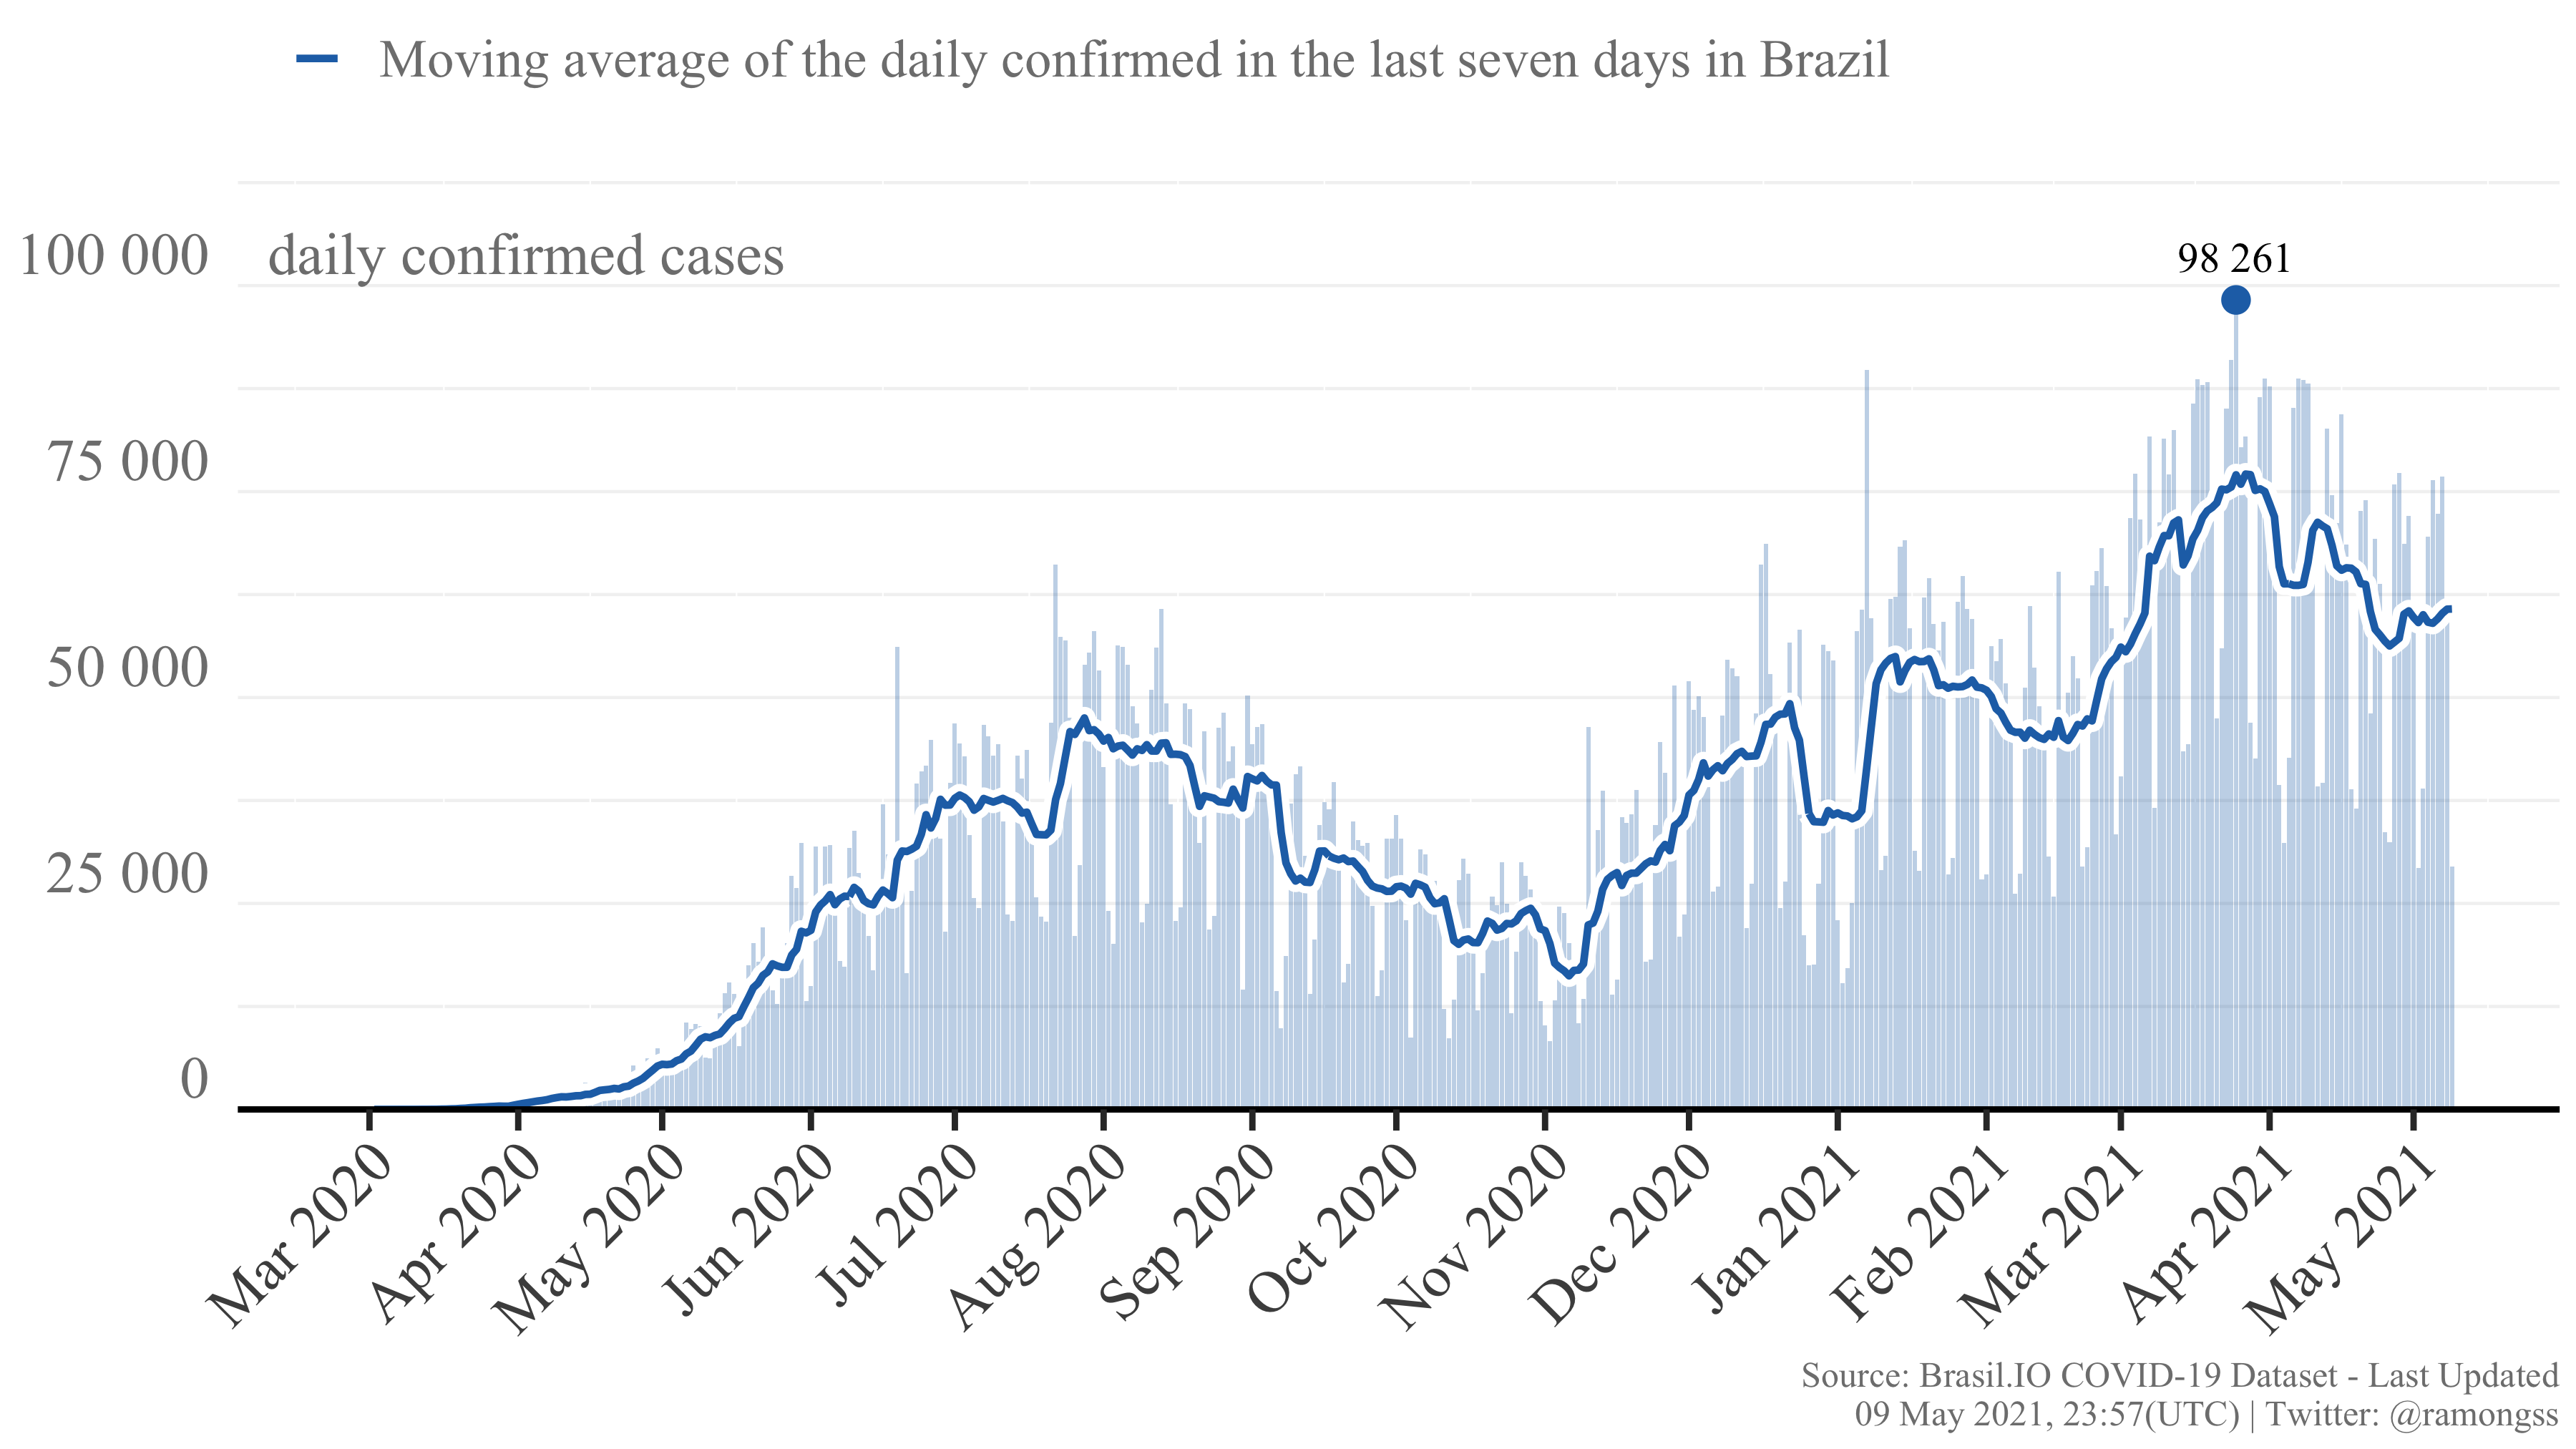 Moving average of the daily confirmed in the last seven days in Brazil
100 000
daily confirmed cases
98 261
75 000
50 000
25 000
0
Mar 2020
Apr 2020
May 2020
Jun 2020
Jul 2020
Aug 2020
Sep 2020
Oct 2020
Nov 2020
Dec 2020
Jan 2021
Feb 2021
Mar 2021
Apr 2021
May 2021
Source: Brasil.IO COVID-19 Dataset - Last Updated
09 May 2021, 23:57(UTC) | Twitter: @ramongss